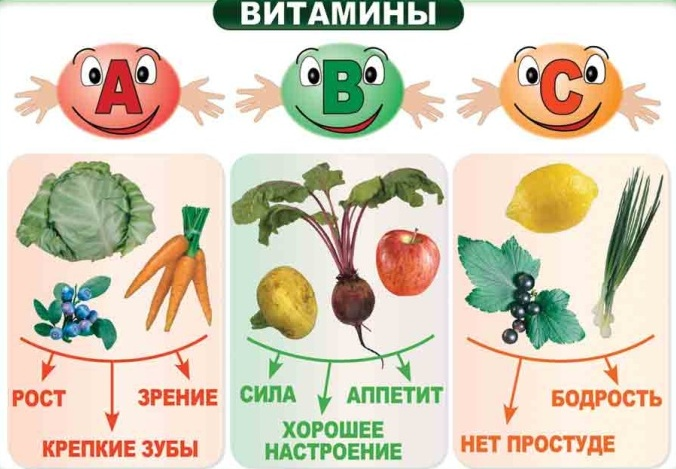 ВИТАМИНЫ
А
В
С
РОСТ
ЗРЕНИЕ
КРЕПКИЕ ЗУБЫ
СИЛА
АППЕТИТ
ХОРОШЕЕ
НАСТРОЕНИЕ
БОДРОСТЬ
НЕТ ПРОСТУДЕ